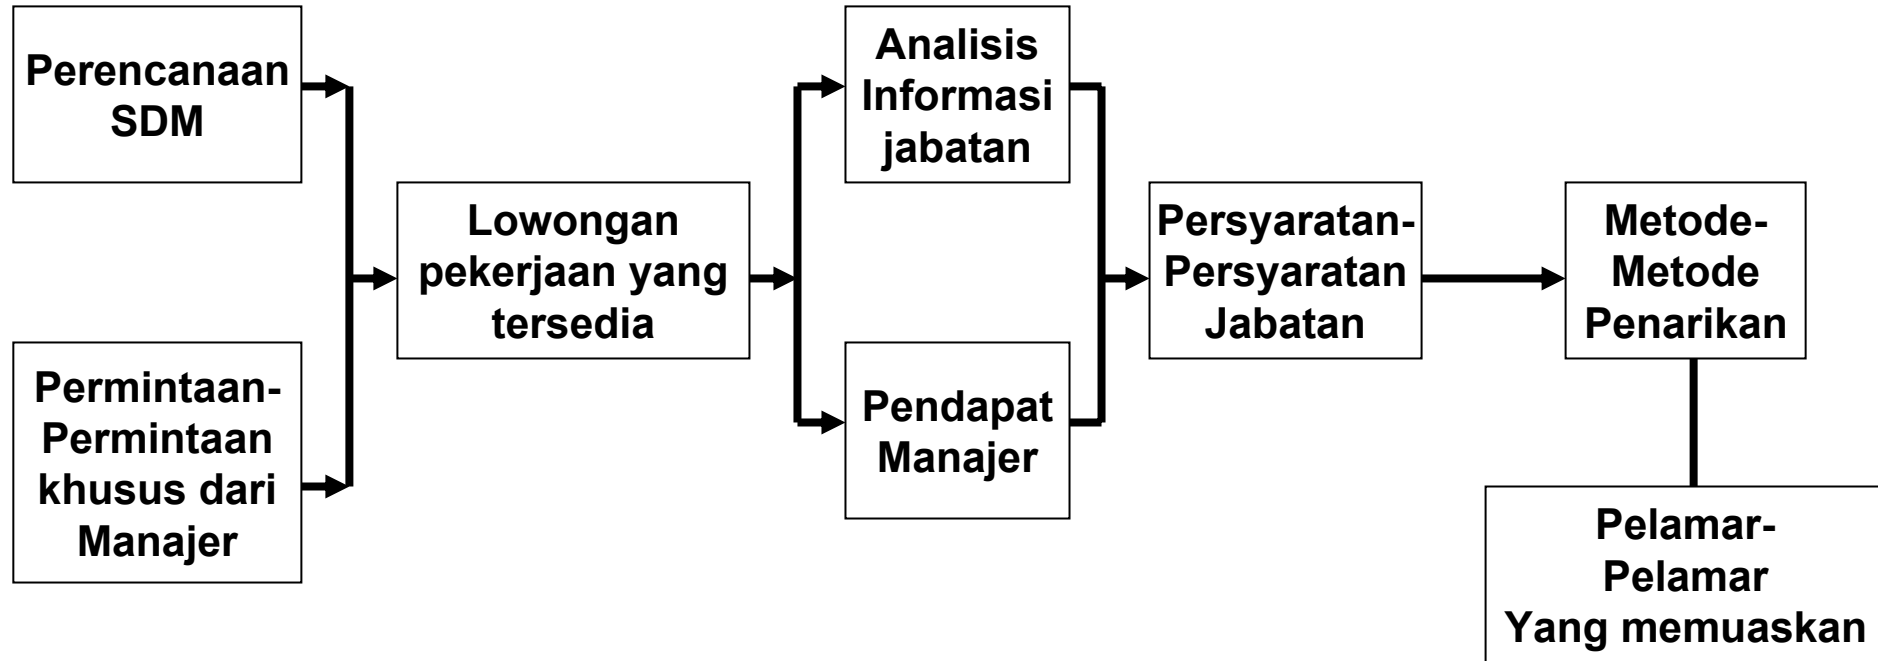 Perencanaan
SDM
Permintaan-
Permintaan
khusus dari
Manajer
Lowongan
pekerjaan yang
tersedia
Analisis
Informasi
jabatan
Pendapat
Manajer
Persyaratan-
Persyaratan
Jabatan
Metode-
Metode
Penarikan
Pelamar-
Pelamar
Yang memuaskan